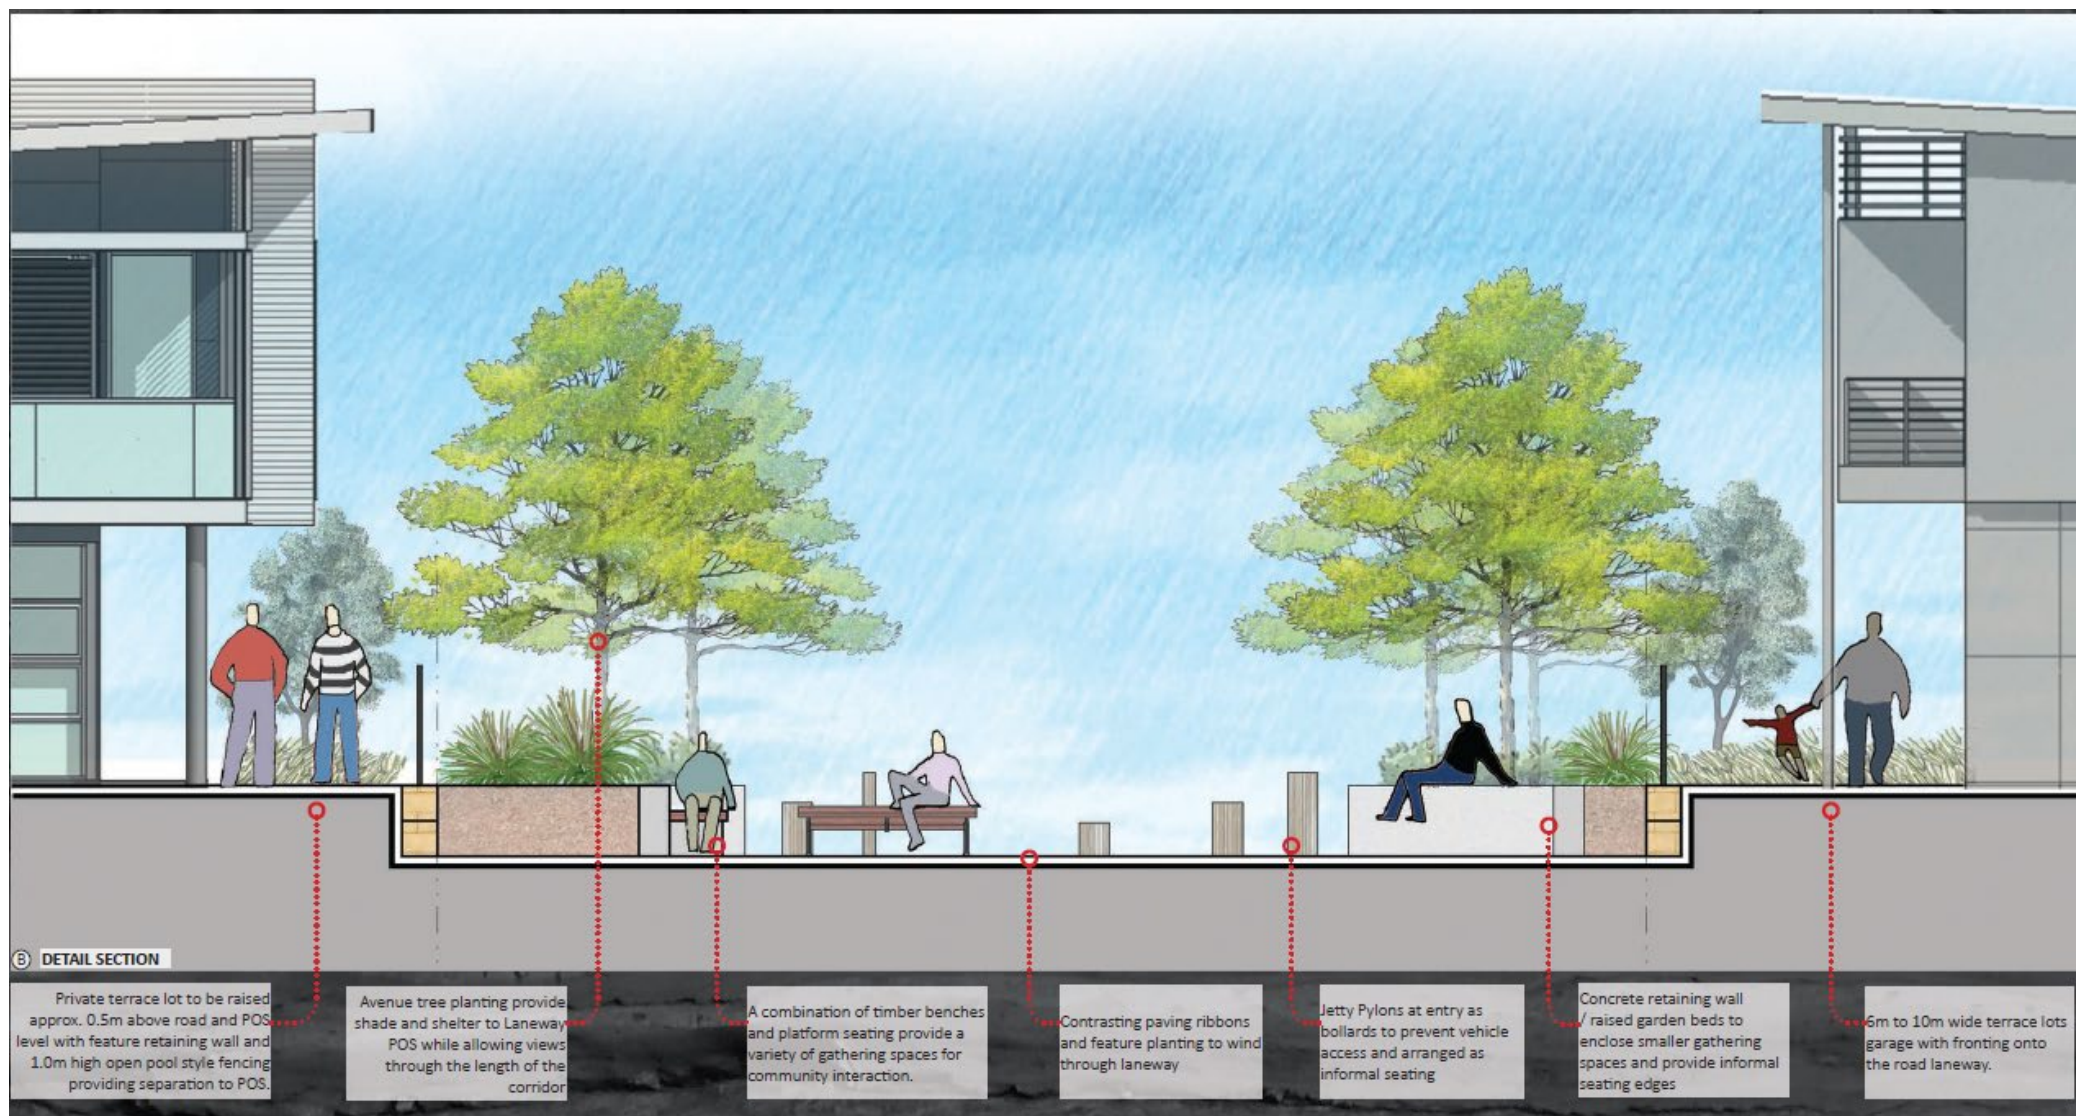 B DETAIL SECTION
Private terrace lot to be raised
approx. 0.5m above road and POS
level with feature retaining wall and
1.0m high open pool style fencing
providing separation to POS.
Avenue tree planting provide
shade and shelter to Laneway
POS while allowing views
through the length of the
corridor
A combination of timber benches
and platform seating provide a
variety of gathering spaces for
community interaction.
Contrasting paving ribbons
and feature planting to wind
through laneway
Jetty Pylons at entry as
bollards to prevent vehicle
access and arranged as
informal seating
Concrete retaining wall
/ raised garden beds to
enclose smaller gathering
spaces and provide informal
seating edges
6m to 10m wide terrace lots
garage with fronting onto
the road laneway.